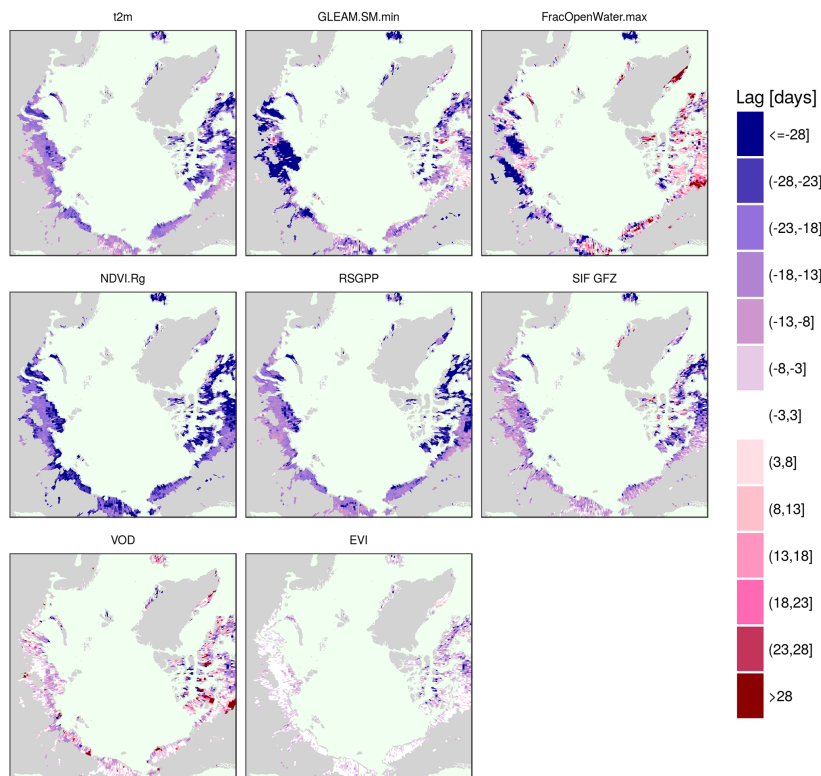 t2m
GLEAM.SM.min
FracOpenWater.max
Lag [days]
<=-28]
(-28,-23]
(-23,-18]
(-18,-13]
(-13,-8]
(-8,-3]
(-3,3]
(3,8]
(8,13]
(13,18]
(18,23]
(23,28]
>28
NDVI.Rg
RSGPP
SIF GFZ
VOD
EVI